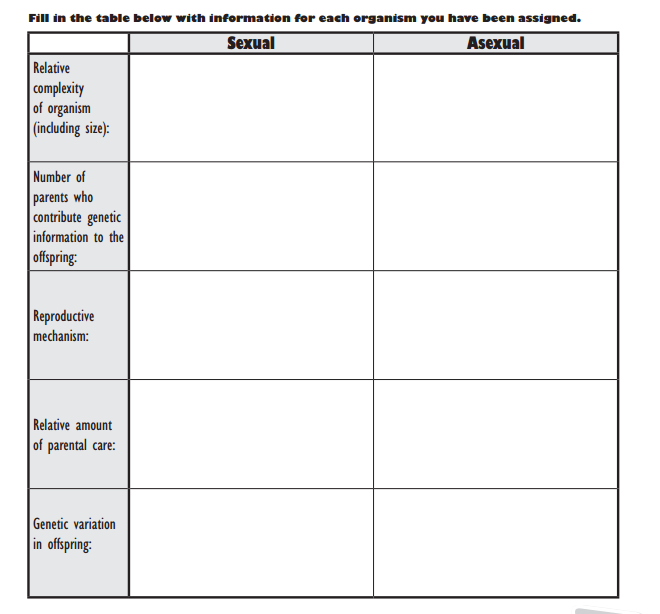 Fill in the table below with information for each organism you have been assigned.
Sexual Asexual
Relative
complexity
of organism
(including size):
Number of
parents who
contribute genetic
information to the
offspring:
Reproductive
mechanism:
Relative amount
of parental care:
Genetic variation
in offspring: